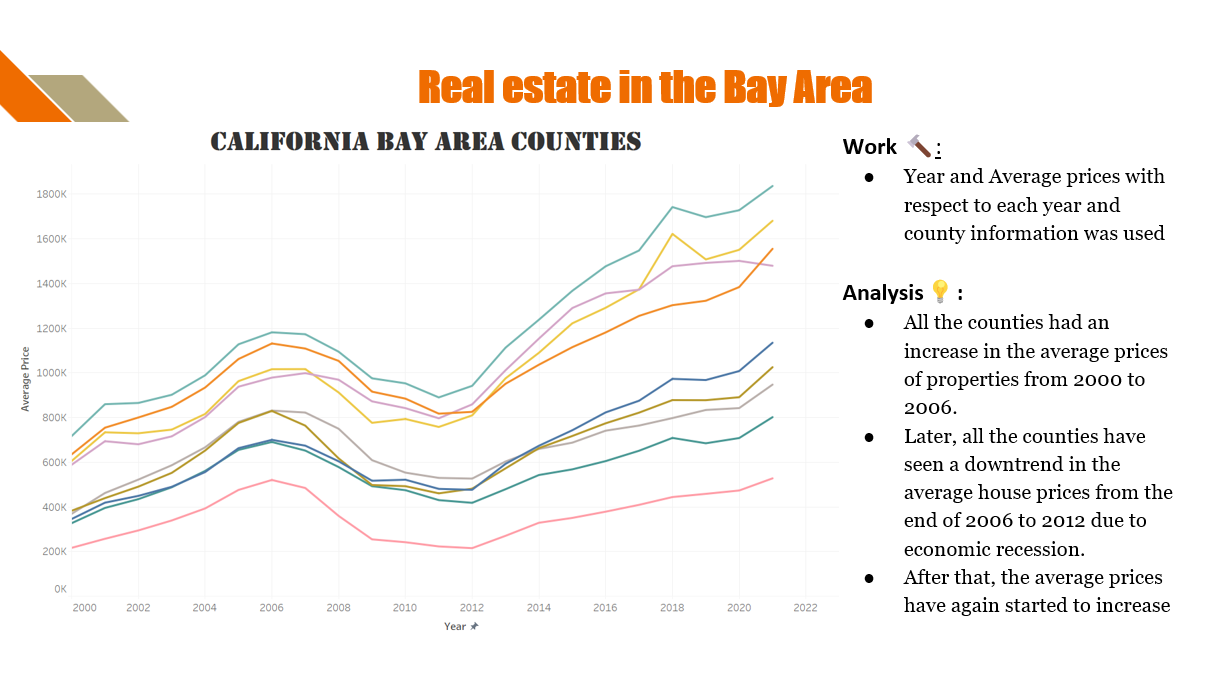 Real estate in the Bay Area
CALIFORNIA BAY AREA COUNTIES
1800K
1600K
1400K
1200K
1000K
800K
600K
400K
200K
0K
Average Price
2000 2002 2004 2006 2008 2010 2012 2014 2016 2018 2020 2022
Year
Work :
● Year and Average prices with
respect to each year and
county information was used
Analysis :
● All the counties had an
increase in the average prices
of properties from 2000 to
2006.
● Later, all the counties have
seen a downtrend in the
average house prices from the
end of 2006 to 2012 due to
economic recession.
● After that, the average prices
have again started to increase